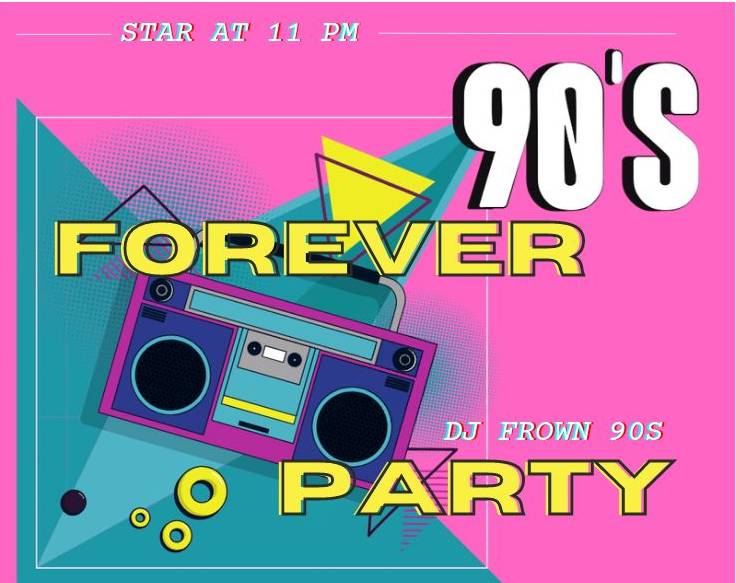 STAR AT 11 PM
90'S
FOREVER
DJ FROWN 90S
PARTY